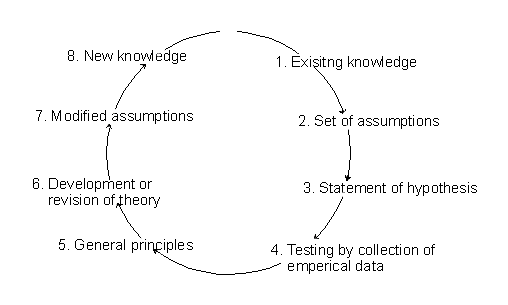 1. Exisitng knowledge
2. Set of assumptions
3. Statement of hypothesis
4. Testing by collection of
emperical data
5. General principles
6. Development or
revision of theory
7. Modified assumptions
8. New knowledge